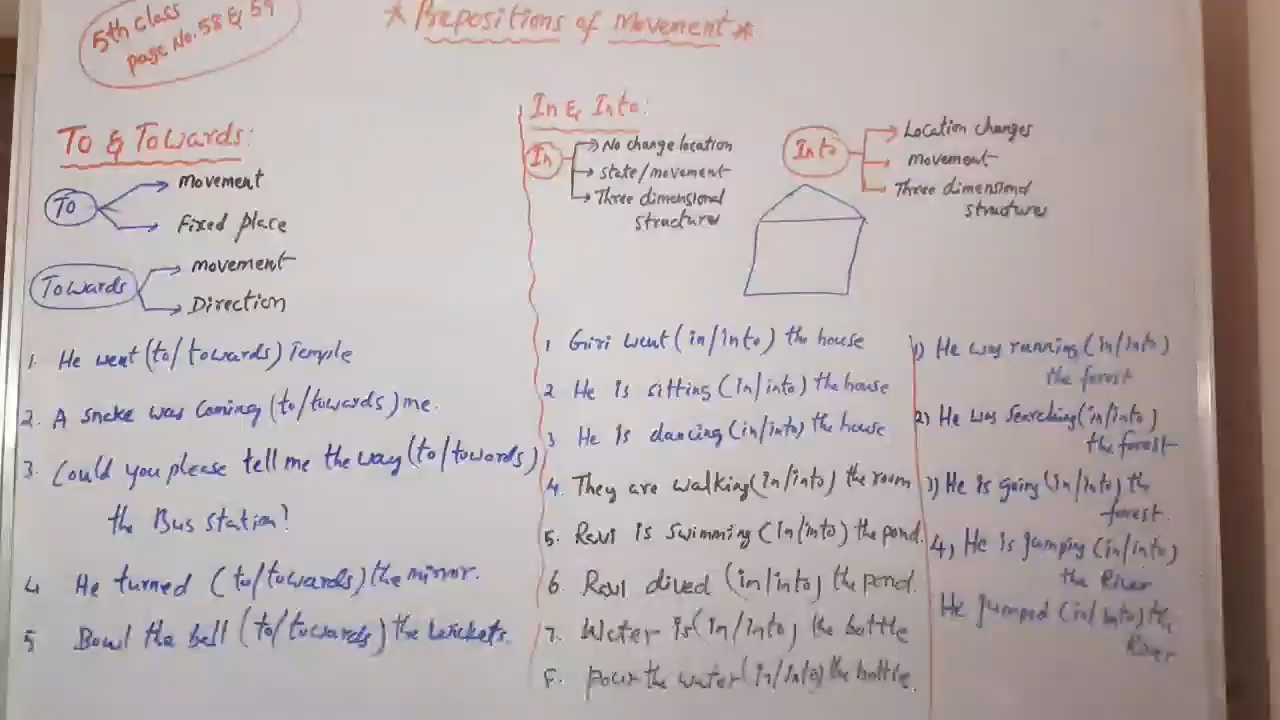 5th class
page No. 58 & 59
* Prepositions of Movement *
To & Towards:
To
movement
Fixed place
Towards
movement
Direction
1. He went (to/towards) Temple
2. A snake was coming (to/towards) me.
3. Could you please tell me the way (to/towards)
the Bus station?
4 He turned (to/towards) the mirror.
5 Bowl the ball (to/towards) the wickets.
In & Into:
In
No change location
state/movement
Three dimensional
structures
Into
Location changes
movement
Three dimensional
structures
1 Giri went (in/into) the house
2 He is sitting (in/into) the house
3 He is dancing (in/into) the house
4. They are walking (in/into) the room
5. Ravi is swimming (in/into) the pond.
6 Ravi dived (in/into) the pond.
7. Water is (in/into) the bottle
8. pour the water (in/into) the bottle.
1) He was running (in/into)
the forest
2) He was searching (in/into)
the forest
3) He is going (in/into) the
forest.
4) He is jumping (in/into)
the River
He jumped (in/into) the
River